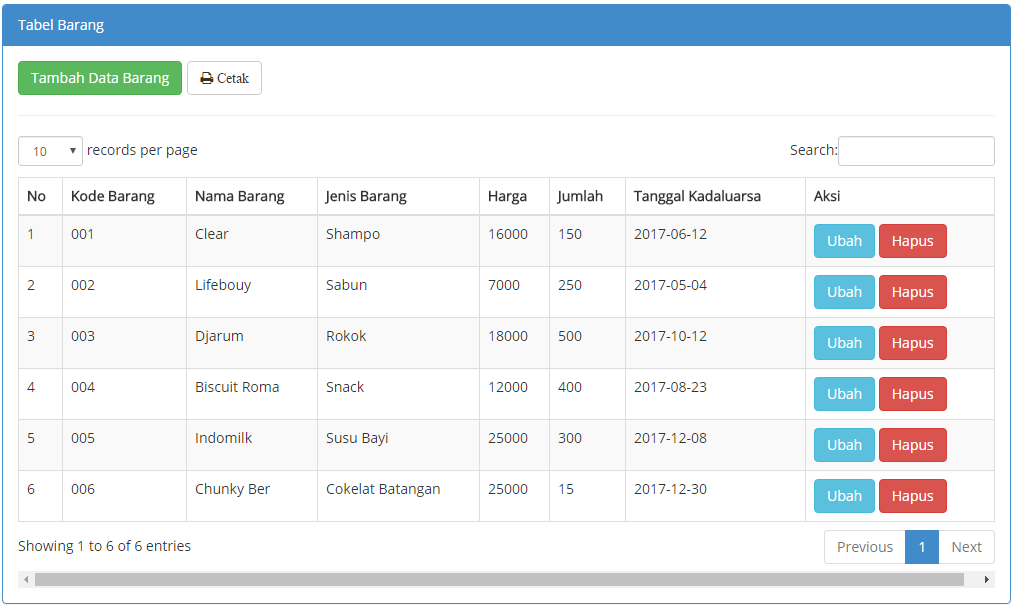 Tabel Barang
Tambah Data Barang Cetak
10 records per page Search:
No Kode Barang Nama Barang Jenis Barang Harga Jumlah Tanggal Kadaluarsa Aksi
1 001 Clear Shampo 16000 150 2017-06-12 Ubah Hapus
2 002 Lifebouy Sabun 7000 250 2017-05-04 Ubah Hapus
3 003 Djarum Rokok 18000 500 2017-10-12 Ubah Hapus
4 004 Biscuit Roma Snack 12000 400 2017-08-23 Ubah Hapus
5 005 Indomilk Susu Bayi 25000 300 2017-12-08 Ubah Hapus
6 006 Chunky Ber Cokelat Batangan 25000 15 2017-12-30 Ubah Hapus
Showing 1 to 6 of 6 entries Previous 1 Next